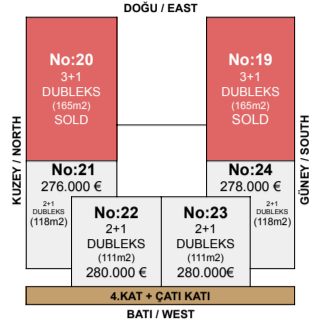 DOĞU / EAST
No:20
3+1
DUBLEKS
(165m2)
SOLD
No:19
3+1
DUBLEKS
(165m2)
SOLD
KUZEY / NORTH
GÜNEY / SOUTH
No:21
276.000 €
2+1
DUBLEKS
(118m2)
No:22
2+1
DUBLEKS
(111m2)
280.000 €
No:23
2+1
DUBLEKS
(111m2)
280.000€
No:24
278.000 €
2+1
DUBLEKS
(118m2)
4.KAT + ÇATI KATI
BATI / WEST